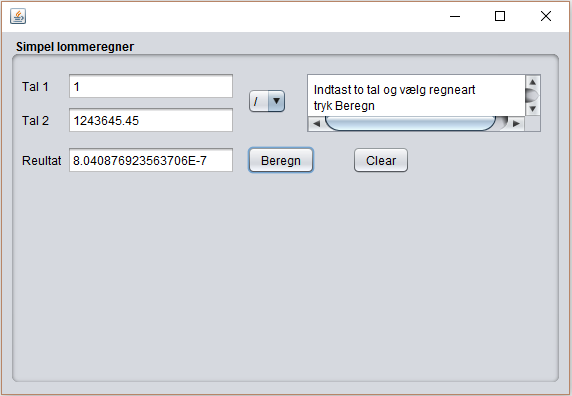 Simpel lommeregner
Tal 1
1
Tal 2
1243645.45
/
Indtast to tal og vælg regneart
tryk Beregn
Reultat
8.040876923563706E-7
Beregn
Clear